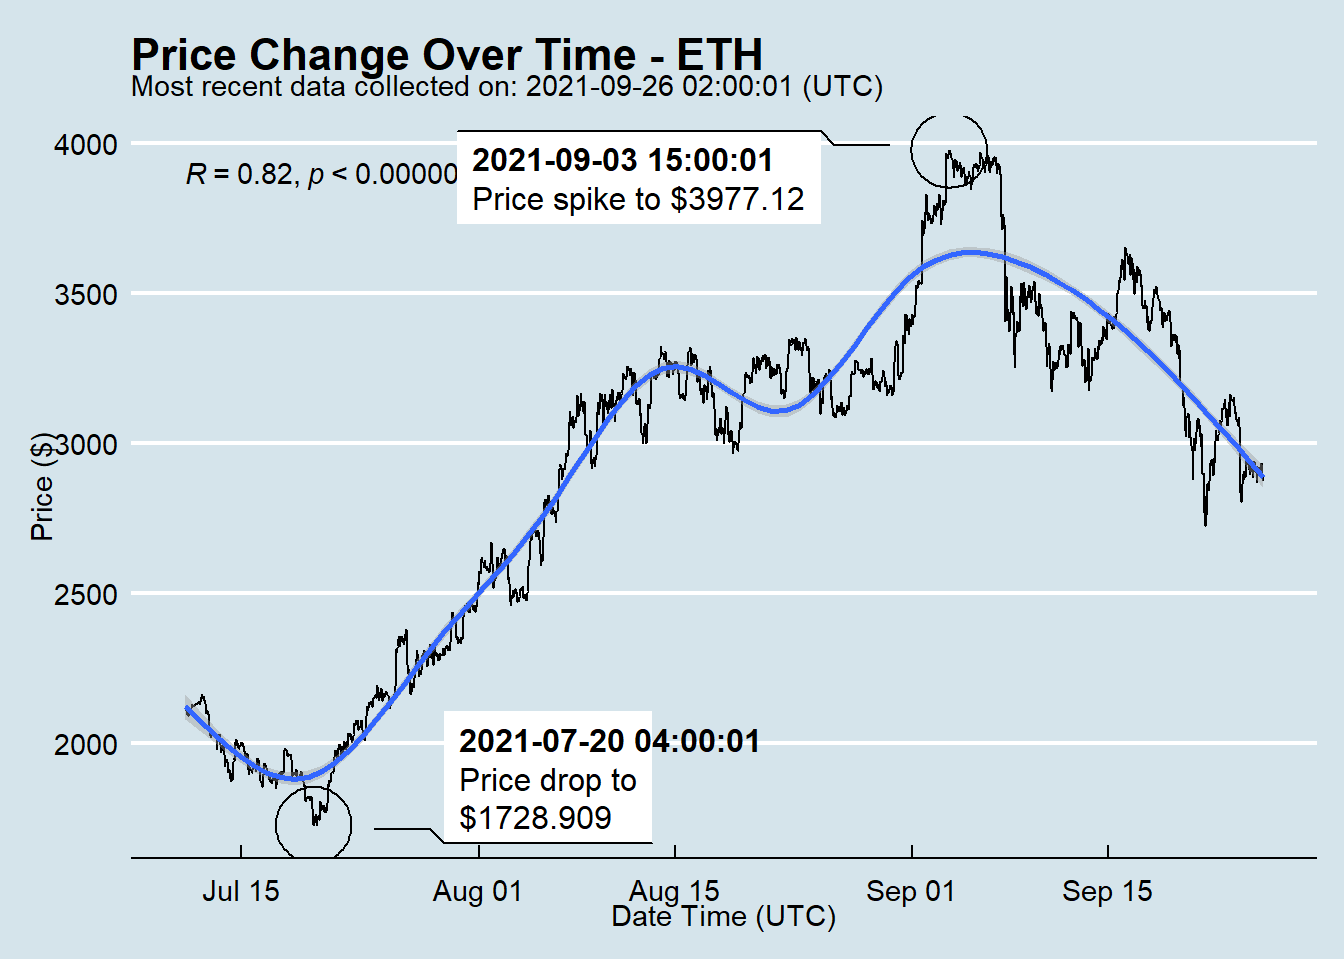 Price Change Over Time - ETH
Most recent data collected on: 2021-09-26 02:00:01 (UTC)
4000
R = 0.82, p < 0.00000
2021-09-03 15:00:01
Price spike to $3977.12
3500
3000
Price ($)
2500
2000
2021-07-20 04:00:01
Price drop to
$1728.909
Jul 15
Aug 01
Aug 15
Sep 01
Sep 15
Date Time (UTC)